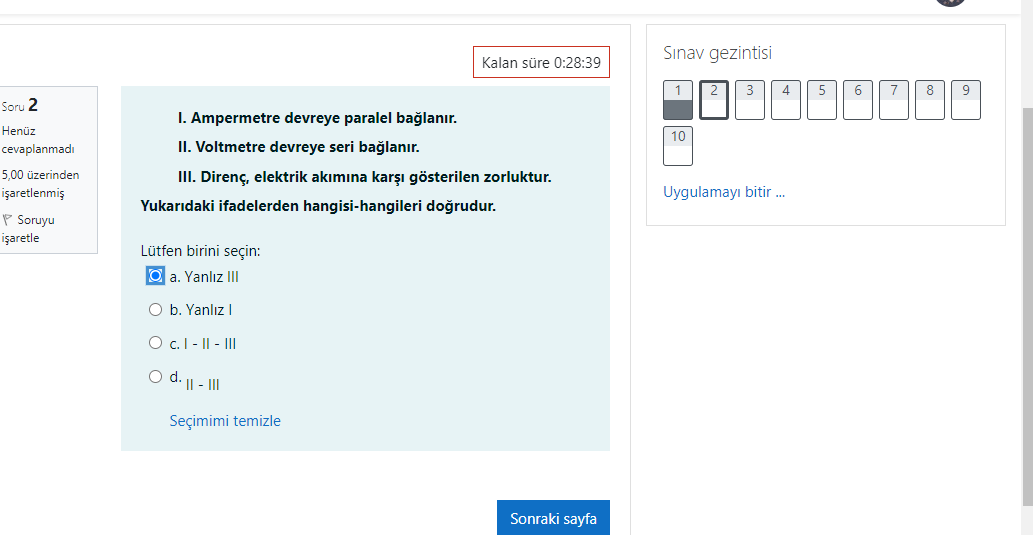 Kalan süre 0:28:39
Soru 2
Henüz
cevaplanmadı
5,00 üzerinden
işaretlenmiş
Soruyu
işaretle
I. Ampermetre devreye paralel bağlanır.
II. Voltmetre devreye seri bağlanır.
III. Direnç, elektrik akımına karşı gösterilen zorluktur.
Yukarıdaki ifadelerden hangisi-hangileri doğrudur.
Lütfen birini seçin:
a. Yanlız III
b. Yanlız I
c. I - II - III
d. II - III
Seçimimi temizle
Sonraki sayfa
Sınav gezintisi
1 2 3 4 5 6 7 8 9
10
Uygulamayı bitir ...